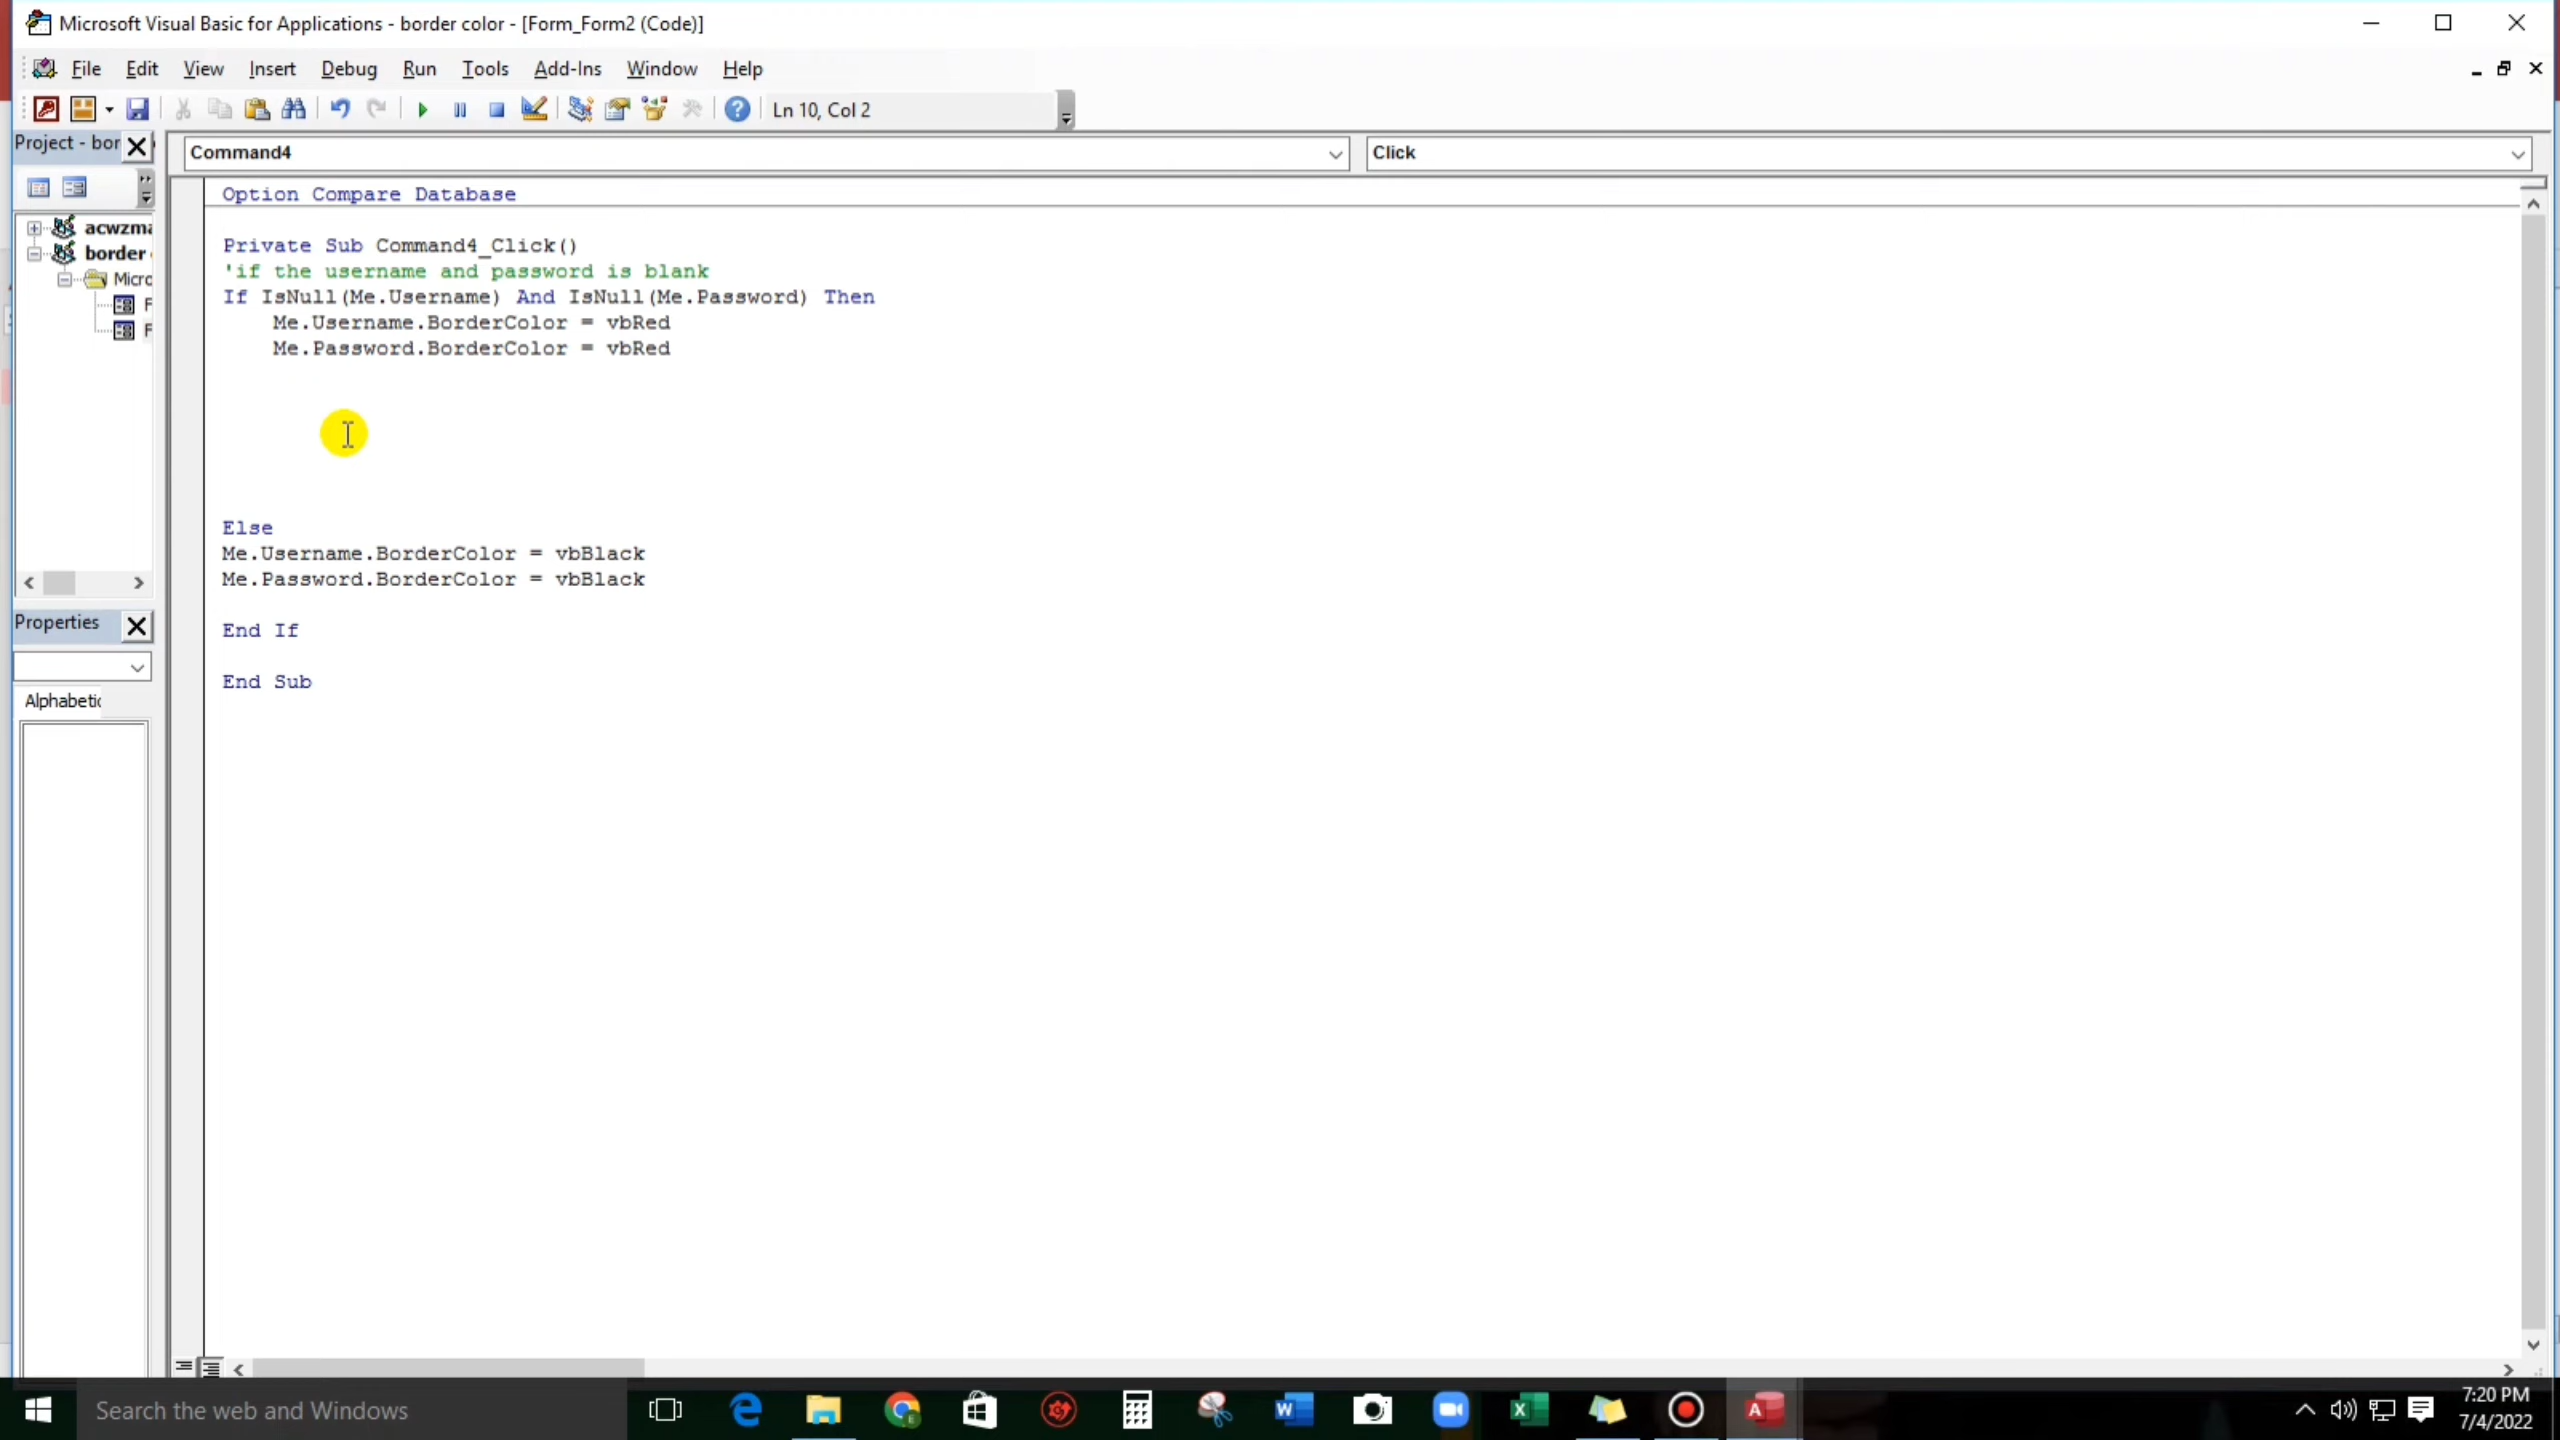 Microsoft Visual Basic for Applications - border color - [Form_Form2 (Code)]
File Edit View Insert Debug Run Tools Add-Ins Window Help
Ln 10, Col 2
Project - bor
Command4
Click
acwzma
border
Micro
F
F
Option Compare Database
Private Sub Command4_Click()
'if the username and password is blank
If IsNull(Me.Username) And IsNull(Me.Password) Then
Me.Username.BorderColor = vbRed
Me.Password.BorderColor = vbRed
Else
Me.Username.BorderColor = vbBlack
Me.Password.BorderColor = vbBlack
End If
End Sub
Properties
Alphabetic
Search the web and Windows
7:20 PM
7/4/2022